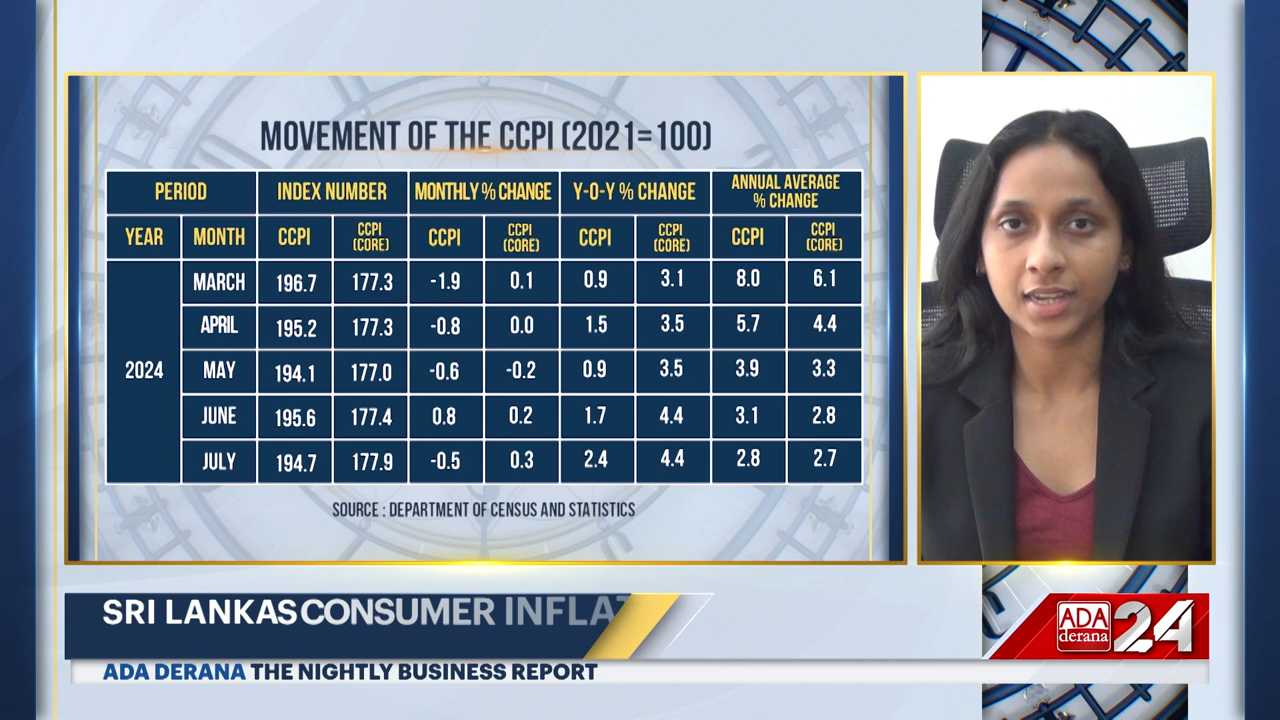 MOVEMENT OF THE CCPI (2021=100)
PERIOD INDEX NUMBER MONTHLY % CHANGE Y-O-Y % CHANGE ANNUAL AVERAGE % CHANGE
YEAR MONTH CCPI CCPI (CORE) CCPI CCPI (CORE) CCPI CCPI (CORE) CCPI CCPI (CORE)
2024
MARCH 196.7 177.3 -1.9 0.1 0.9 3.1 8.0 6.1
APRIL 195.2 177.3 -0.8 0.0 1.5 3.5 5.7 4.4
MAY 194.1 177.0 -0.6 -0.2 0.9 3.5 3.9 3.3
JUNE 195.6 177.4 0.8 0.2 1.7 4.4 3.1 2.8
JULY 194.7 177.9 -0.5 0.3 2.4 4.4 2.8 2.7
SOURCE : DEPARTMENT OF CENSUS AND STATISTICS
SRI LANKAS CONSUMER INFLA
ADA DERANA THE NIGHTLY BUSINESS REPORT
ADA
derana
24